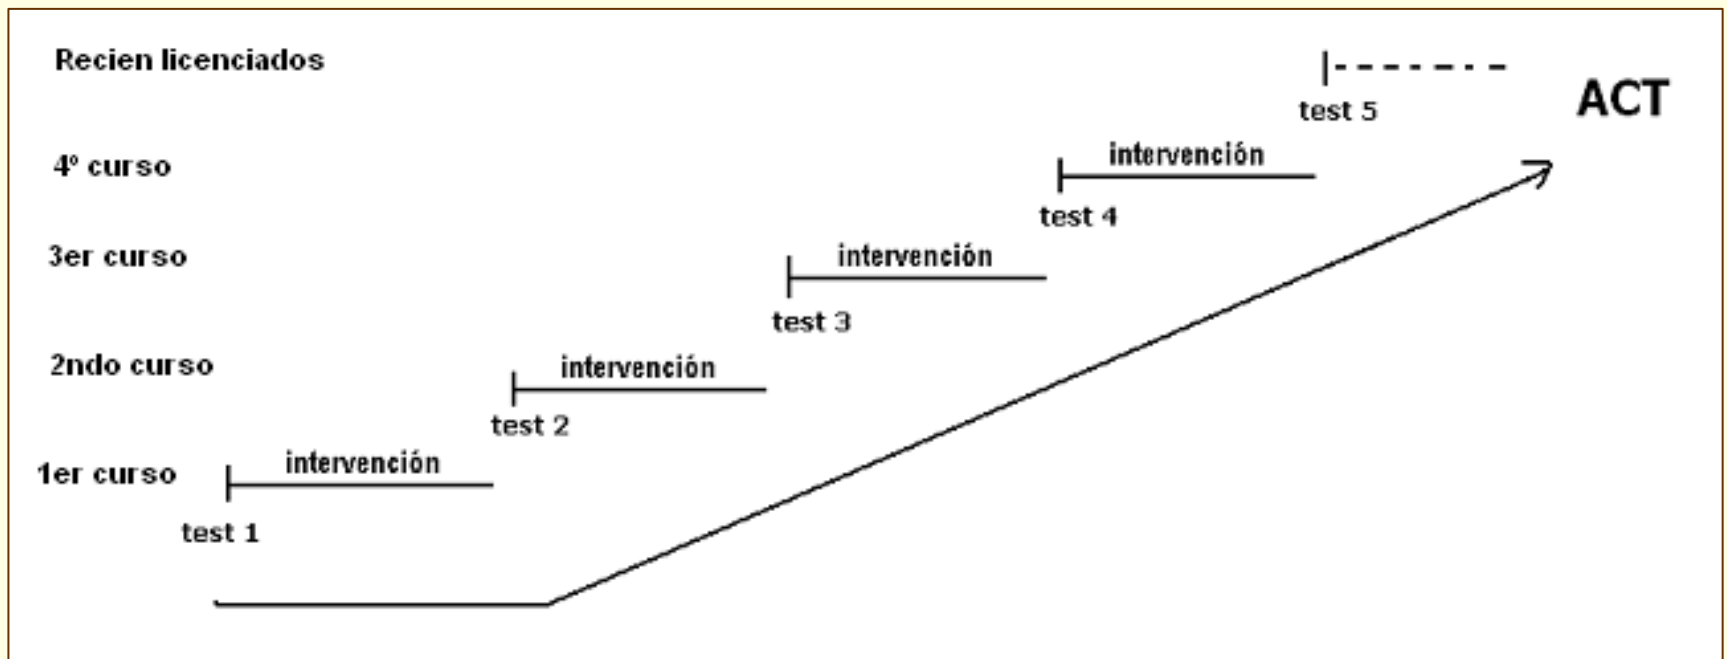 Recien licenciados
test 5
ACT
4º curso
intervención
test 4
3er curso
intervención
test 3
2ndo curso
intervención
test 2
1er curso
intervención
test 1